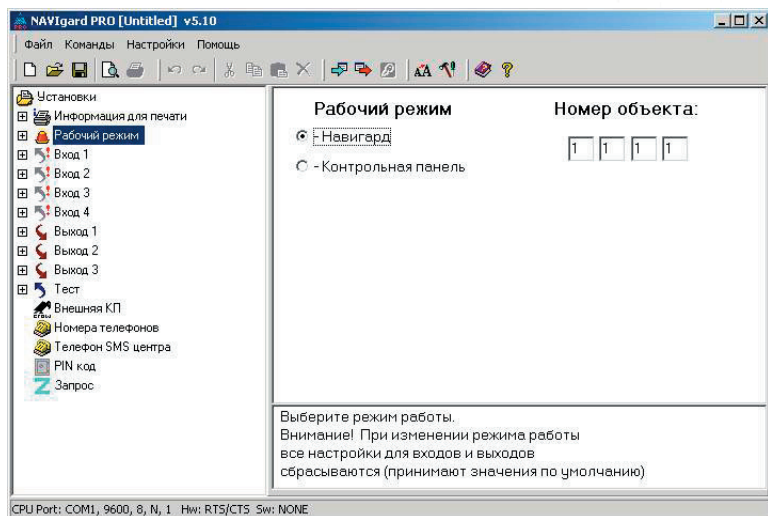 NAVIgard PRO [Untitled] v5.10
Файл Команды Настройки Помощь
Установки
Информация для печати
Рабочий режим
Вход 1
Вход 2
Вход 3
Вход 4
Выход 1
Выход 2
Выход 3
Тест
Внешняя КП
Номера телефонов
Телефон SMS центра
PIN код
Запрос
Рабочий режим
- Навигард
- Контрольная панель
Номер объекта:
1 1 1 1
Выберите режим работы.
Внимание! При изменении режима работы
все настройки для входов и выходов
сбрасываются (принимают значения по умолчанию)
CPU Port: COM1, 9600, 8, N, 1 Hw: RTS/CTS Sw: NONE